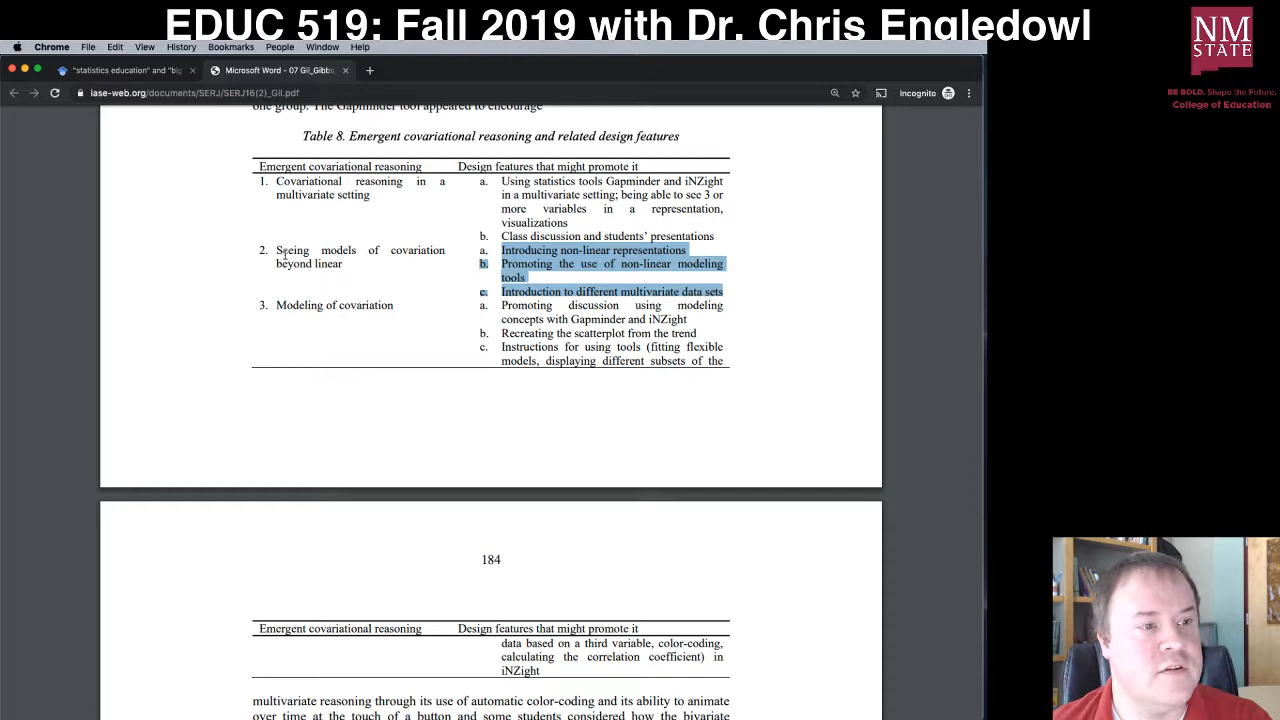 EDUC 519: Fall 2019 with Dr. Chris Engledowl
NM
STATE
BE BOLD. Shape the Future.
College of Education
Chrome File Edit View History Bookmarks People Window Help
"statistics education" and "big
Microsoft Word - 07 Gil_Gibbs
iase-web.org/documents/SERJ/SERJ16(2)_Gil.pdf
Incognito
one group. The Gapminder tool appeared to encourage
Table 8. Emergent covariational reasoning and related design features
Emergent covariational reasoning Design features that might promote it
1. Covariational reasoning in a multivariate setting
a. Using statistics tools Gapminder and iNZight
in a multivariate setting; being able to see 3 or
more variables in a representation,
visualizations
b. Class discussion and students' presentations
2. Seeing models of covariation
beyond linear
a. Introducing non-linear representations
b. Promoting the use of non-linear modeling
tools
c. Introduction to different multivariate data sets
3. Modeling of covariation
a. Promoting discussion using modeling
concepts with Gapminder and iNZight
b. Recreating the scatterplot from the trend
c. Instructions for using tools (fitting flexible
models, displaying different subsets of the
184
Emergent covariational reasoning Design features that might promote it
data based on a third variable, color-coding,
calculating the correlation coefficient) in
iNZight
multivariate reasoning through its use of automatic color-coding and its ability to animate
over time at the touch of a button and some students considered how the bivariate